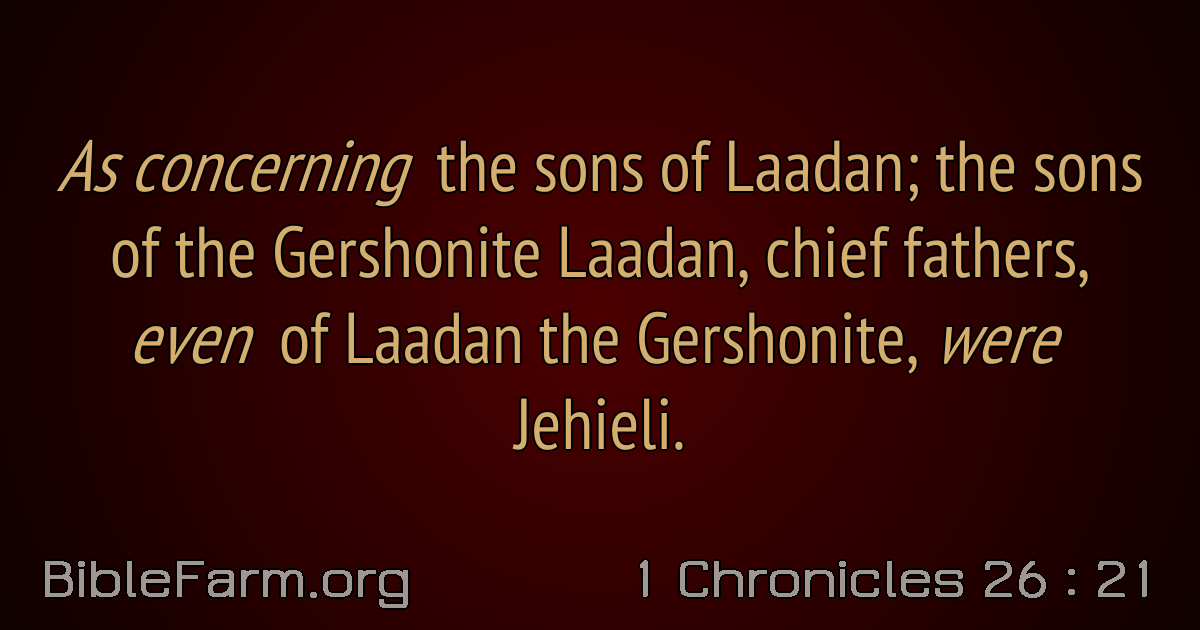 As concerning the sons of Laadan; the sons
of the Gershonite Laadan, chief fathers,
even of Laadan the Gershonite, were
Jehieli.
BibleFarm.org
1 Chronicles 26 : 21